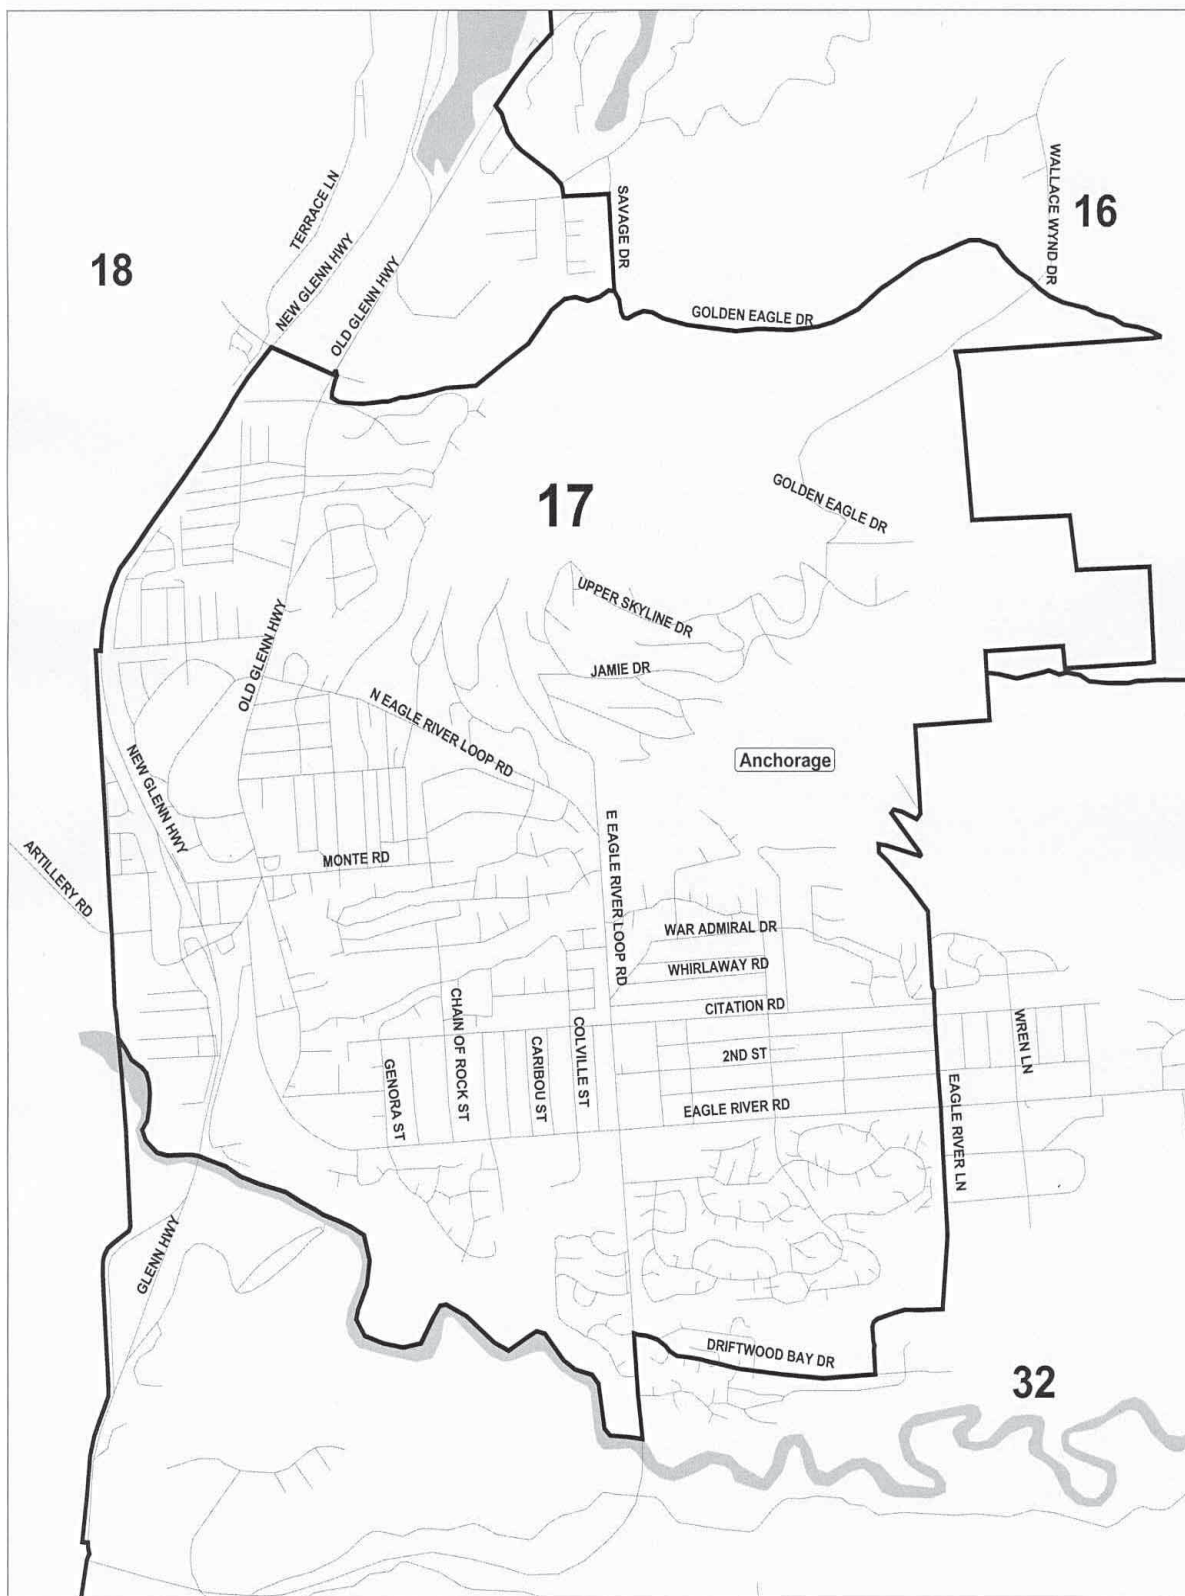 TERRACE LN
WALLACE WYND DR
SAVAGE DR
16
18
NEW GLENN HWY
OLD GLENN HWY
GOLDEN EAGLE DR
17
GOLDEN EAGLE DR
UPPER SKYLINE DR
OLD GLENN HWY
JAMIE DR
N EAGLE RIVER LOOP RD
Anchorage
NEW GLENN HWY
E EAGLE RIVER LOOP RD
MONTE RD
ARTILLERY RD
WAR ADMIRAL DR
WHIRLAWAY RD
CITATION RD
CHAIN OF ROCK ST
COLVILLE ST
WREN LN
CARIBOU ST
2ND ST
GENORA ST
EAGLE RIVER RD
EAGLE RIVER LN
GLENN HWY
DRIFTWOOD BAY DR
32